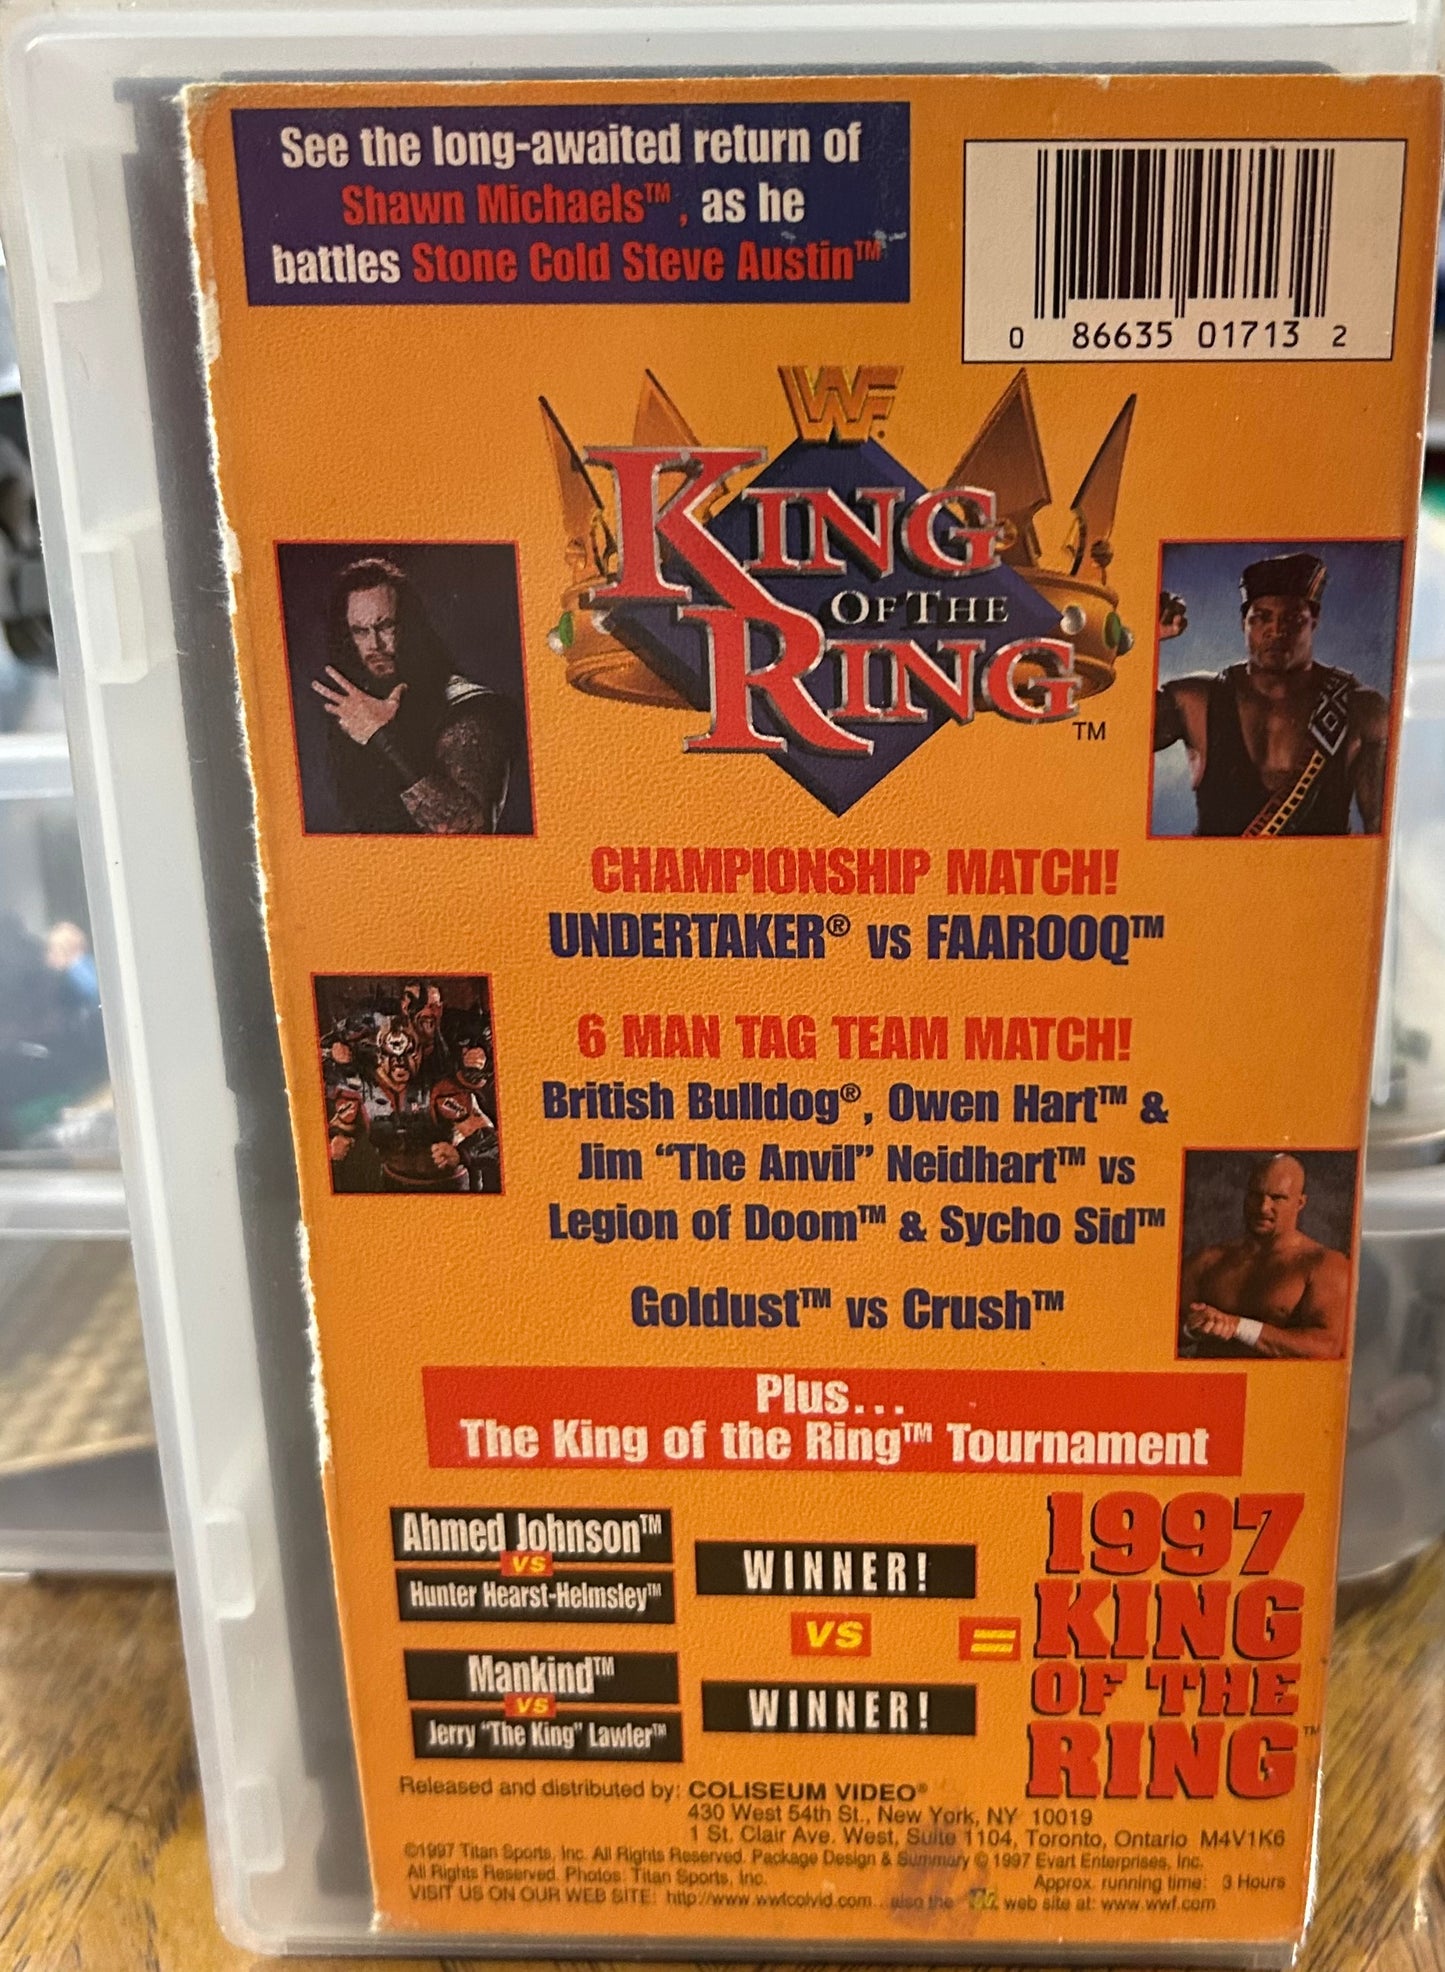 See the long-awaited return of
Shawn Michaels™, as he
battles Stone Cold Steve Austin™
0 86635 01713 2
WWF®
KING
OF THE
RING
TM
CHAMPIONSHIP MATCH!
UNDERTAKER® vs FAAROOQ™
6 MAN TAG TEAM MATCH!
British Bulldog®, Owen Hart™ &
Jim “The Anvil” Neidhart™ vs
Legion of Doom™ & Sycho Sid™
Goldust™ vs Crush™
Plus...
The King of the Ring™ Tournament
Ahmed Johnson™
VS
Hunter Hearst-Helmsley™
Mankind™
VS
Jerry “The King” Lawler™
WINNER!
VS
WINNER!
=
1997
KING
OF THE
RING™
Released and distributed by: COLISEUM VIDEO®
430 West 54th St., New York, NY 10019
1 St. Clair Ave. West, Suite 1104, Toronto, Ontario M4V1K6
©1997 Titan Sports, Inc. All Rights Reserved. Package Design & Summary © 1997 Evart Enterprises, Inc.
All Rights Reserved. Photos: Titan Sports, Inc. Approx. running time: 3 Hours
VISIT US ON OUR WEB SITE: http://www.wwfcolvid.com... also the WWF web site at: www.wwf.com